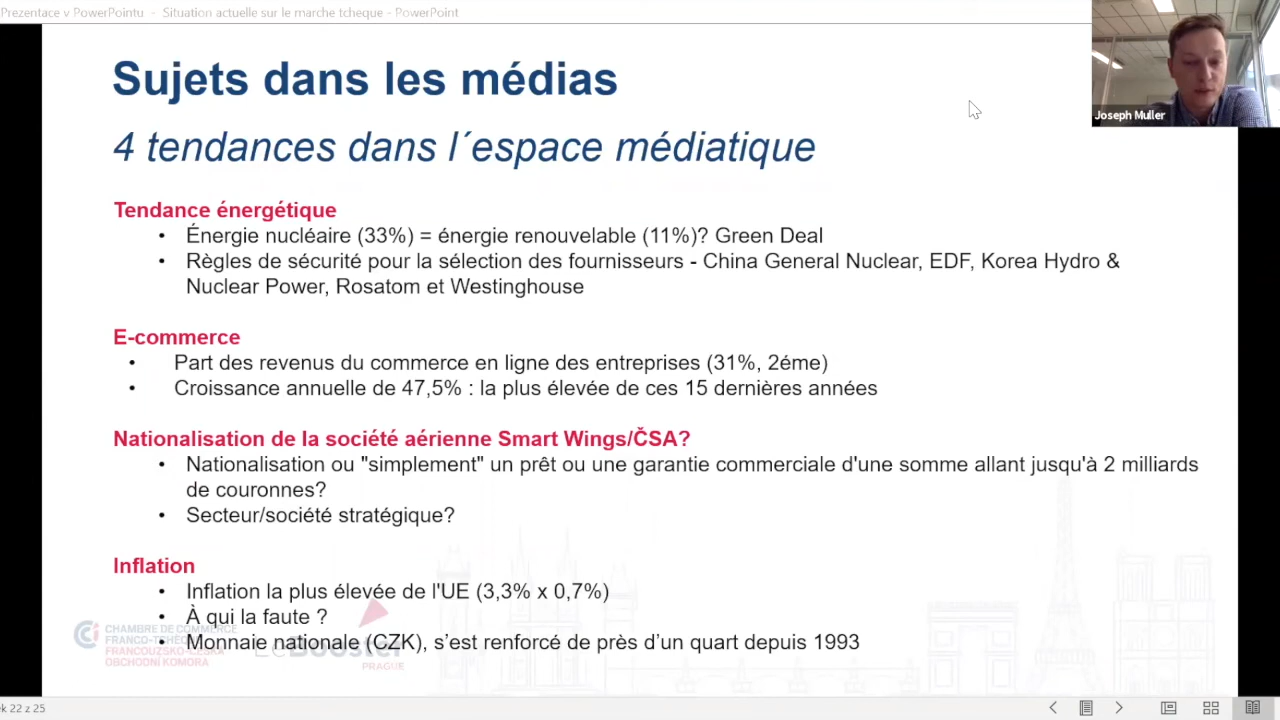 Prezentace v PowerPointu - Situation actuelle sur le marche tcheque - PowerPoint
Joseph Muller
Sujets dans les médias
4 tendances dans l´espace médiatique
Tendance énergétique
• Énergie nucléaire (33%) = énergie renouvelable (11%)? Green Deal
• Règles de sécurité pour la sélection des fournisseurs - China General Nuclear, EDF, Korea Hydro &
Nuclear Power, Rosatom et Westinghouse
E-commerce
• Part des revenus du commerce en ligne des entreprises (31%, 2éme)
• Croissance annuelle de 47,5% : la plus élevée de ces 15 dernières années
Nationalisation de la société aérienne Smart Wings/ČSA?
• Nationalisation ou "simplement" un prêt ou une garantie commerciale d'une somme allant jusqu'à 2 milliards
de couronnes?
• Secteur/société stratégique?
Inflation
• Inflation la plus élevée de l'UE (3,3% x 0,7%)
• À qui la faute ?
• Monnaie nationale (CZK), s’est renforcé de près d’un quart depuis 1993
CHAMBRE DE COMMERCE
FRANCO-TCHÈQUE
FRANCOUZSKO-ČESKÁ
OBCHODNÍ KOMORA
PRAGUE
22 z 25